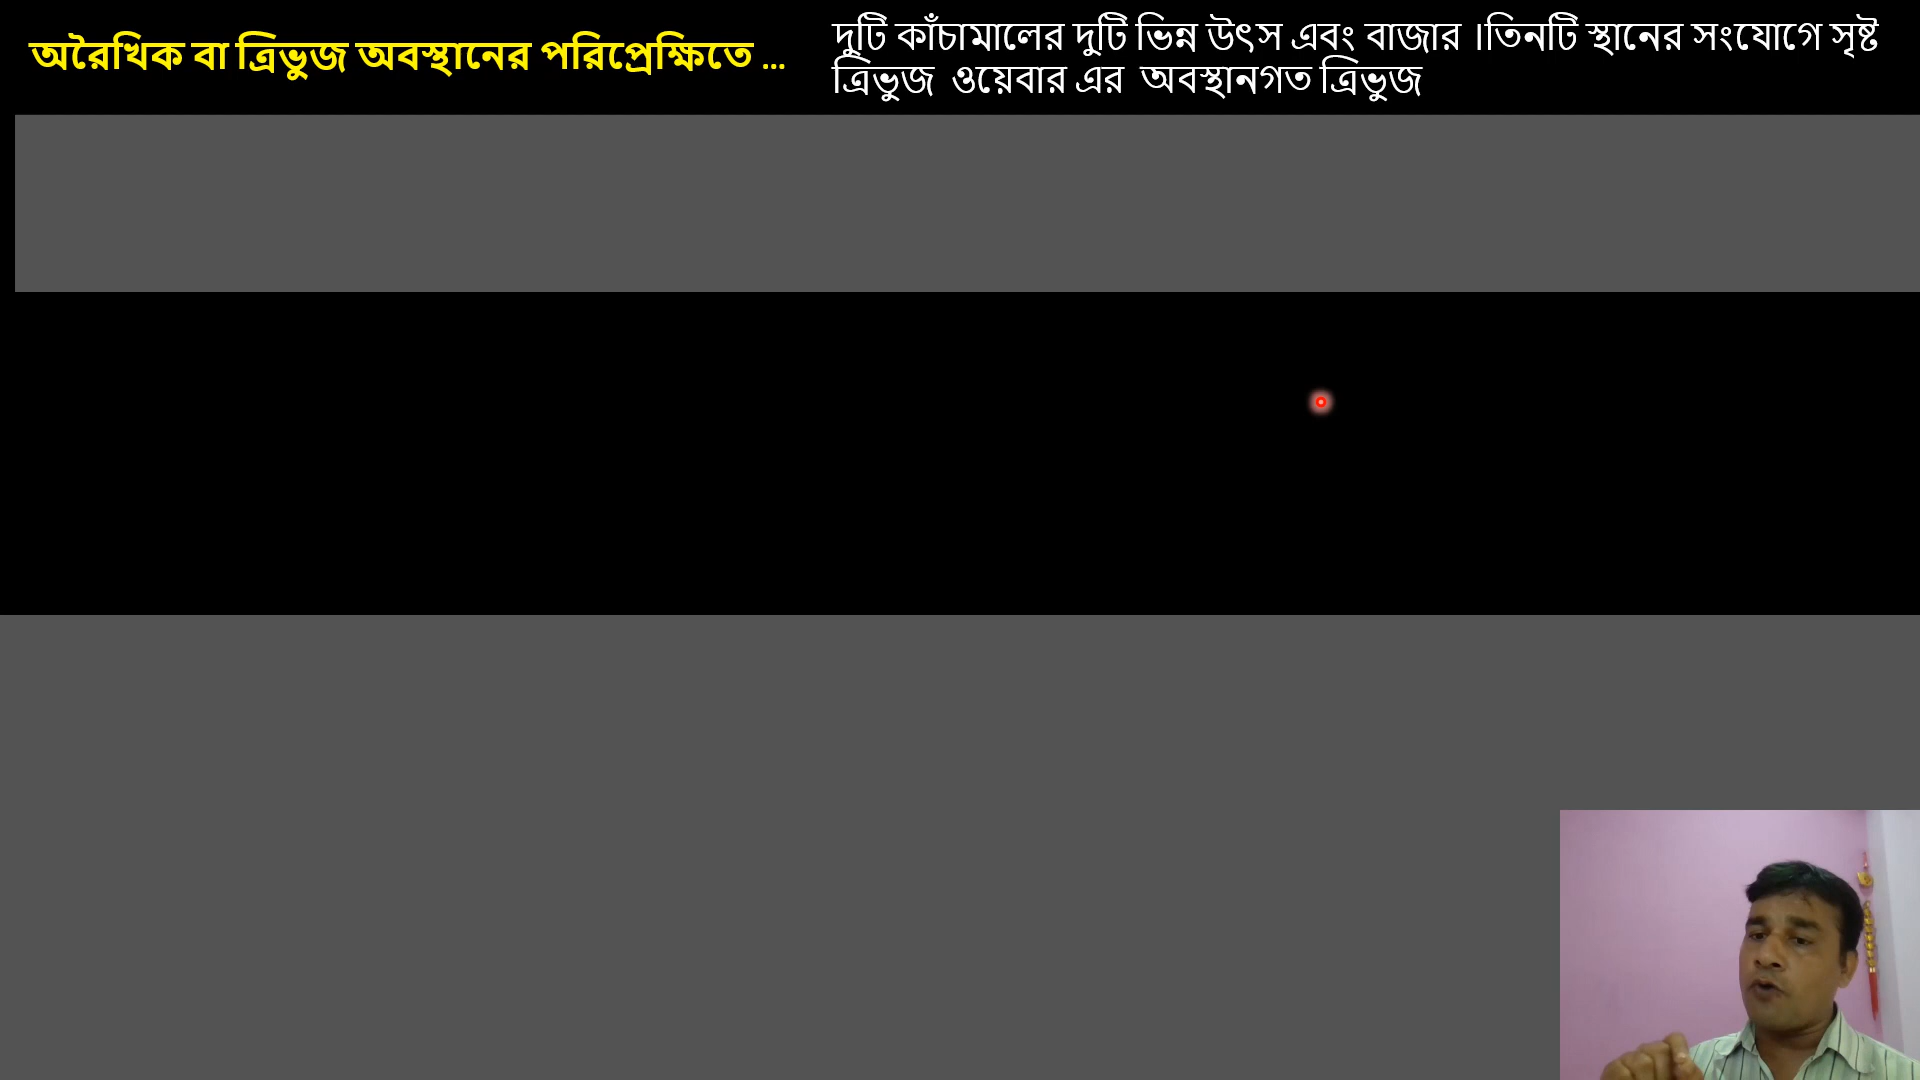 অরৈখিক বা ত্রিভুজ অবস্থানের পরিপ্রেক্ষিতে ...
দুটি কাঁচামালের দুটি ভিন্ন উৎস এবং বাজার ।তিনটি স্থানের সংযোগে সৃষ্ট
ত্রিভুজ ওয়েবার এর অবস্থানগত ত্রিভুজ